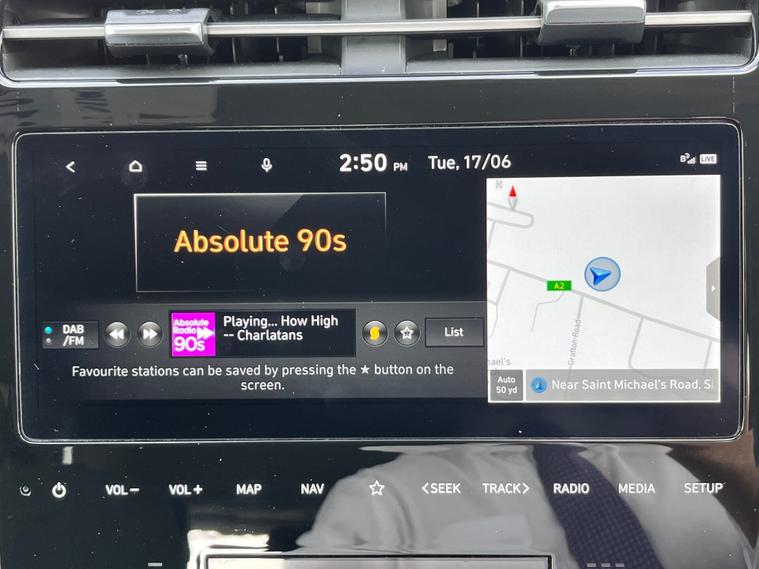 2:50 PM Tue, 17/06
LIVE
N
Absolute 90s
A2
DAB
/FM
Absolute
Radio
90s
Playing... How High
-- Charlatans
List
Favourite stations can be saved by pressing the ★ button on the
screen.
Grafton Road
hael's
Auto
50 yd
Near Saint Michael's Road, Si
VOL− VOL+ MAP NAV ☆ <SEEK TRACK> RADIO MEDIA SETUP